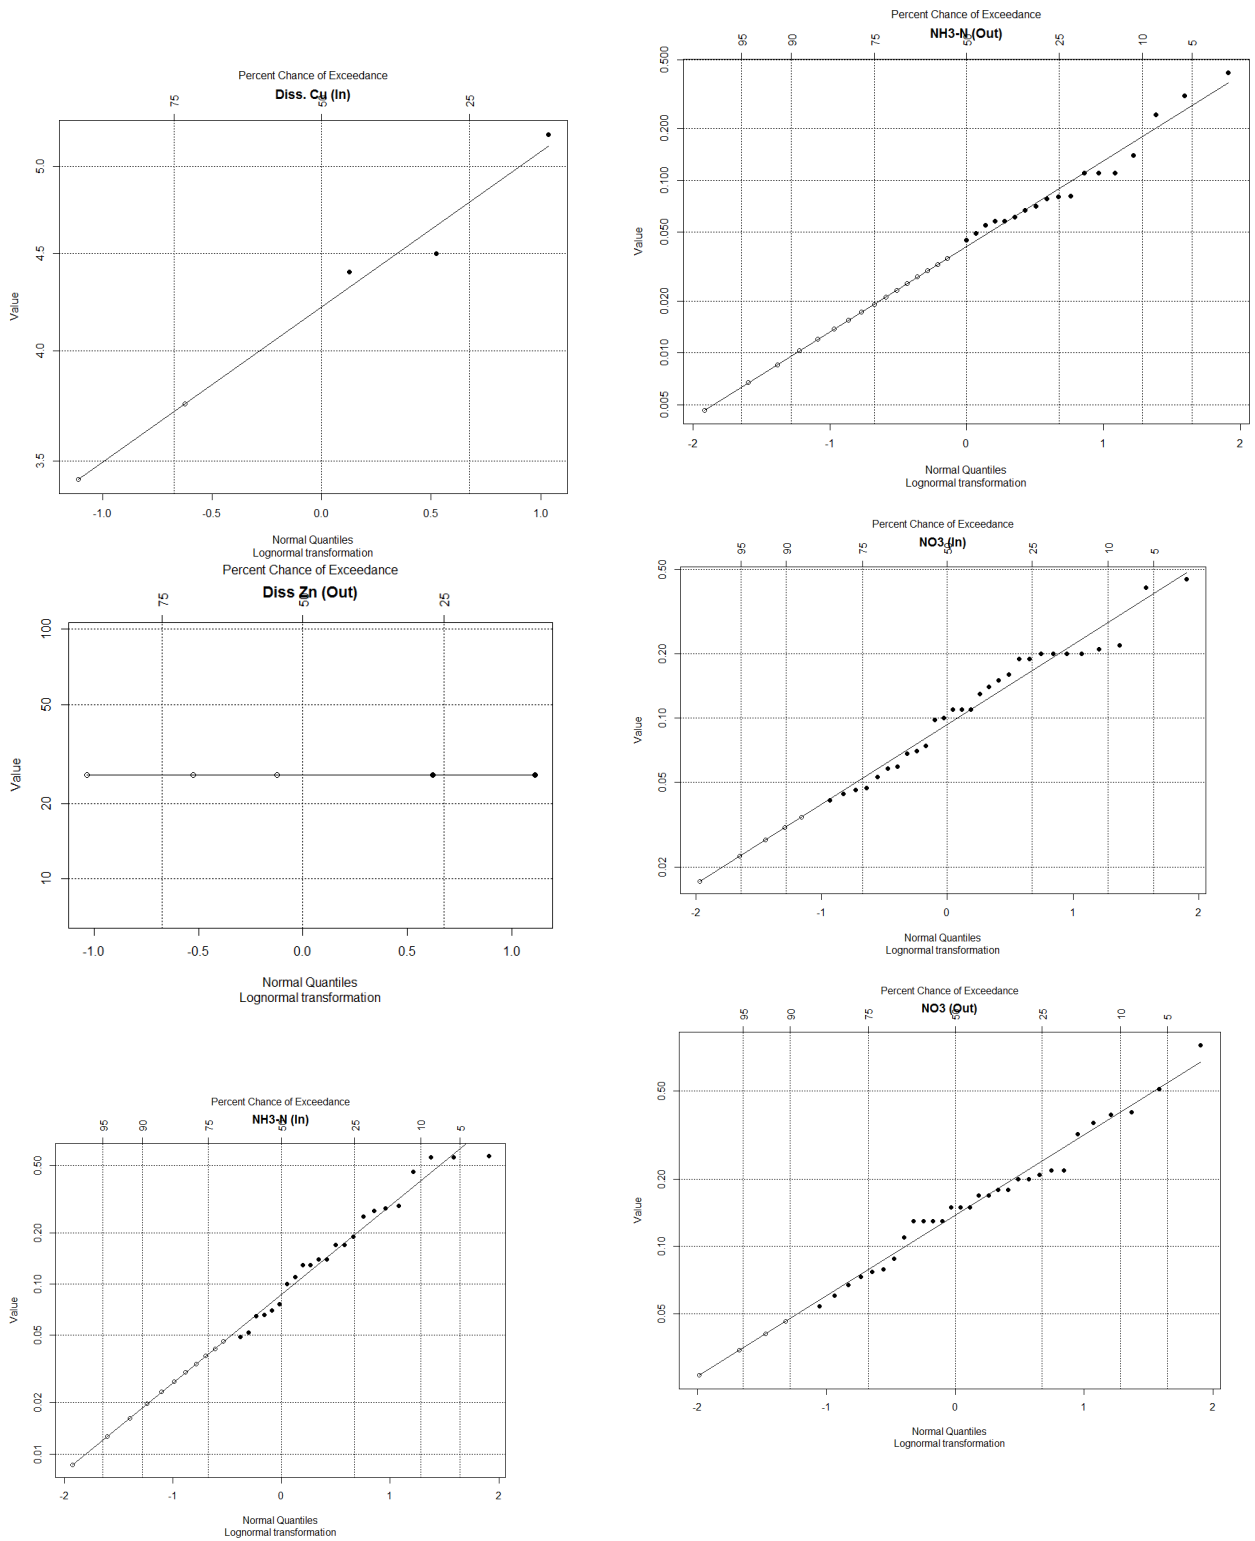 Percent Chance of Exceedance
Diss. Cu (In)
75 50 25
Value
5.0
4.5
4.0
3.5
-1.0 -0.5 0.0 0.5 1.0
Normal Quantiles
Lognormal transformation
Percent Chance of Exceedance
Diss Zn (Out)
75 50 25
Value
100
50
20
10
-1.0 -0.5 0.0 0.5 1.0
Normal Quantiles
Lognormal transformation
Percent Chance of Exceedance
NH3-N (In)
95 90 75 50 25 10 5
Value
0.50
0.20
0.10
0.05
0.02
0.01
-2 -1 0 1 2
Normal Quantiles
Lognormal transformation
Percent Chance of Exceedance
NH3-N (Out)
95 90 75 50 25 10 5
Value
0.500
0.200
0.100
0.050
0.020
0.010
0.005
-2 -1 0 1 2
Normal Quantiles
Lognormal transformation
Percent Chance of Exceedance
NO3 (In)
95 90 75 50 25 10 5
Value
0.50
0.20
0.10
0.05
0.02
-2 -1 0 1 2
Normal Quantiles
Lognormal transformation
Percent Chance of Exceedance
NO3 (Out)
95 90 75 50 25 10 5
Value
0.50
0.20
0.10
0.05
-2 -1 0 1 2
Normal Quantiles
Lognormal transformation